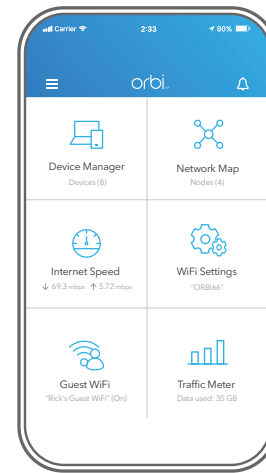 Carrier 2:33 80%
orbi™
Device Manager Network Map
Devices (8) Nodes (4)
Internet Speed WiFi Settings
↓ 69.3 mbps ↑ 5.72 mbps "ORBI66"
Guest WiFi Traffic Meter
"Rick's Guest WiFi" (On) Data used: 35 GB